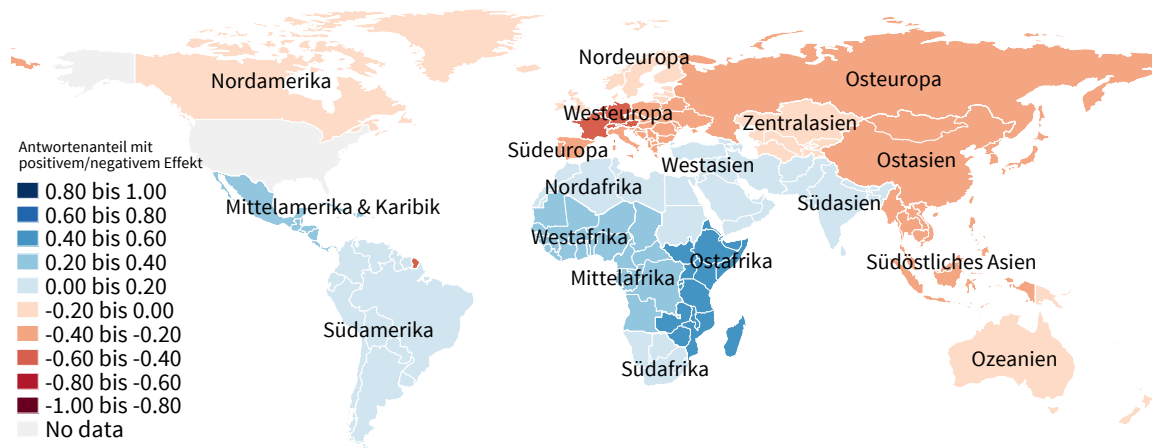 Nordeuropa
Nordamerika
Osteuropa
Westeuropa
Zentralasien
Südeuropa
Ostasien
Westasien
Nordafrika
Südasien
Mittelamerika & Karibik
Westafrika
Ostafrika
Südöstliches Asien
Mittelafrika
Südamerika
Ozeanien
Südafrika
Antwortenanteil mit
positivem/negativem Effekt
0.80 bis 1.00
0.60 bis 0.80
0.40 bis 0.60
0.20 bis 0.40
0.00 bis 0.20
-0.20 bis 0.00
-0.40 bis -0.20
-0.60 bis -0.40
-0.80 bis -0.60
-1.00 bis -0.80
No data